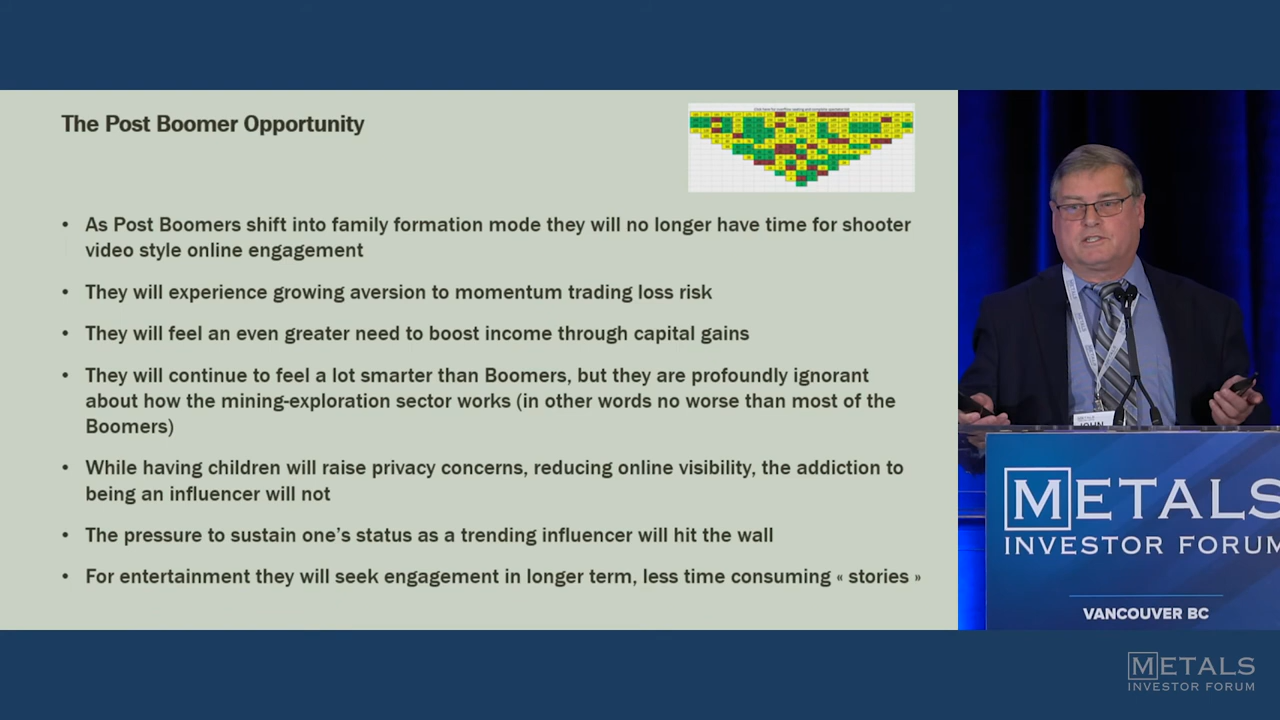 The Post Boomer Opportunity
• As Post Boomers shift into family formation mode they will no longer have time for shooter
video style online engagement
• They will experience growing aversion to momentum trading loss risk
• They will feel an even greater need to boost income through capital gains
• They will continue to feel a lot smarter than Boomers, but they are profoundly ignorant
about how the mining-exploration sector works (in other words no worse than most of the
Boomers)
• While having children will raise privacy concerns, reducing online visibility, the addiction to
being an influencer will not
• The pressure to sustain one's status as a trending influencer will hit the wall
• For entertainment they will seek engagement in longer term, less time consuming « stories »
METALS
JOHN
METALS
INVESTOR FORUM
VANCOUVER BC
METALS
INVESTOR FORUM